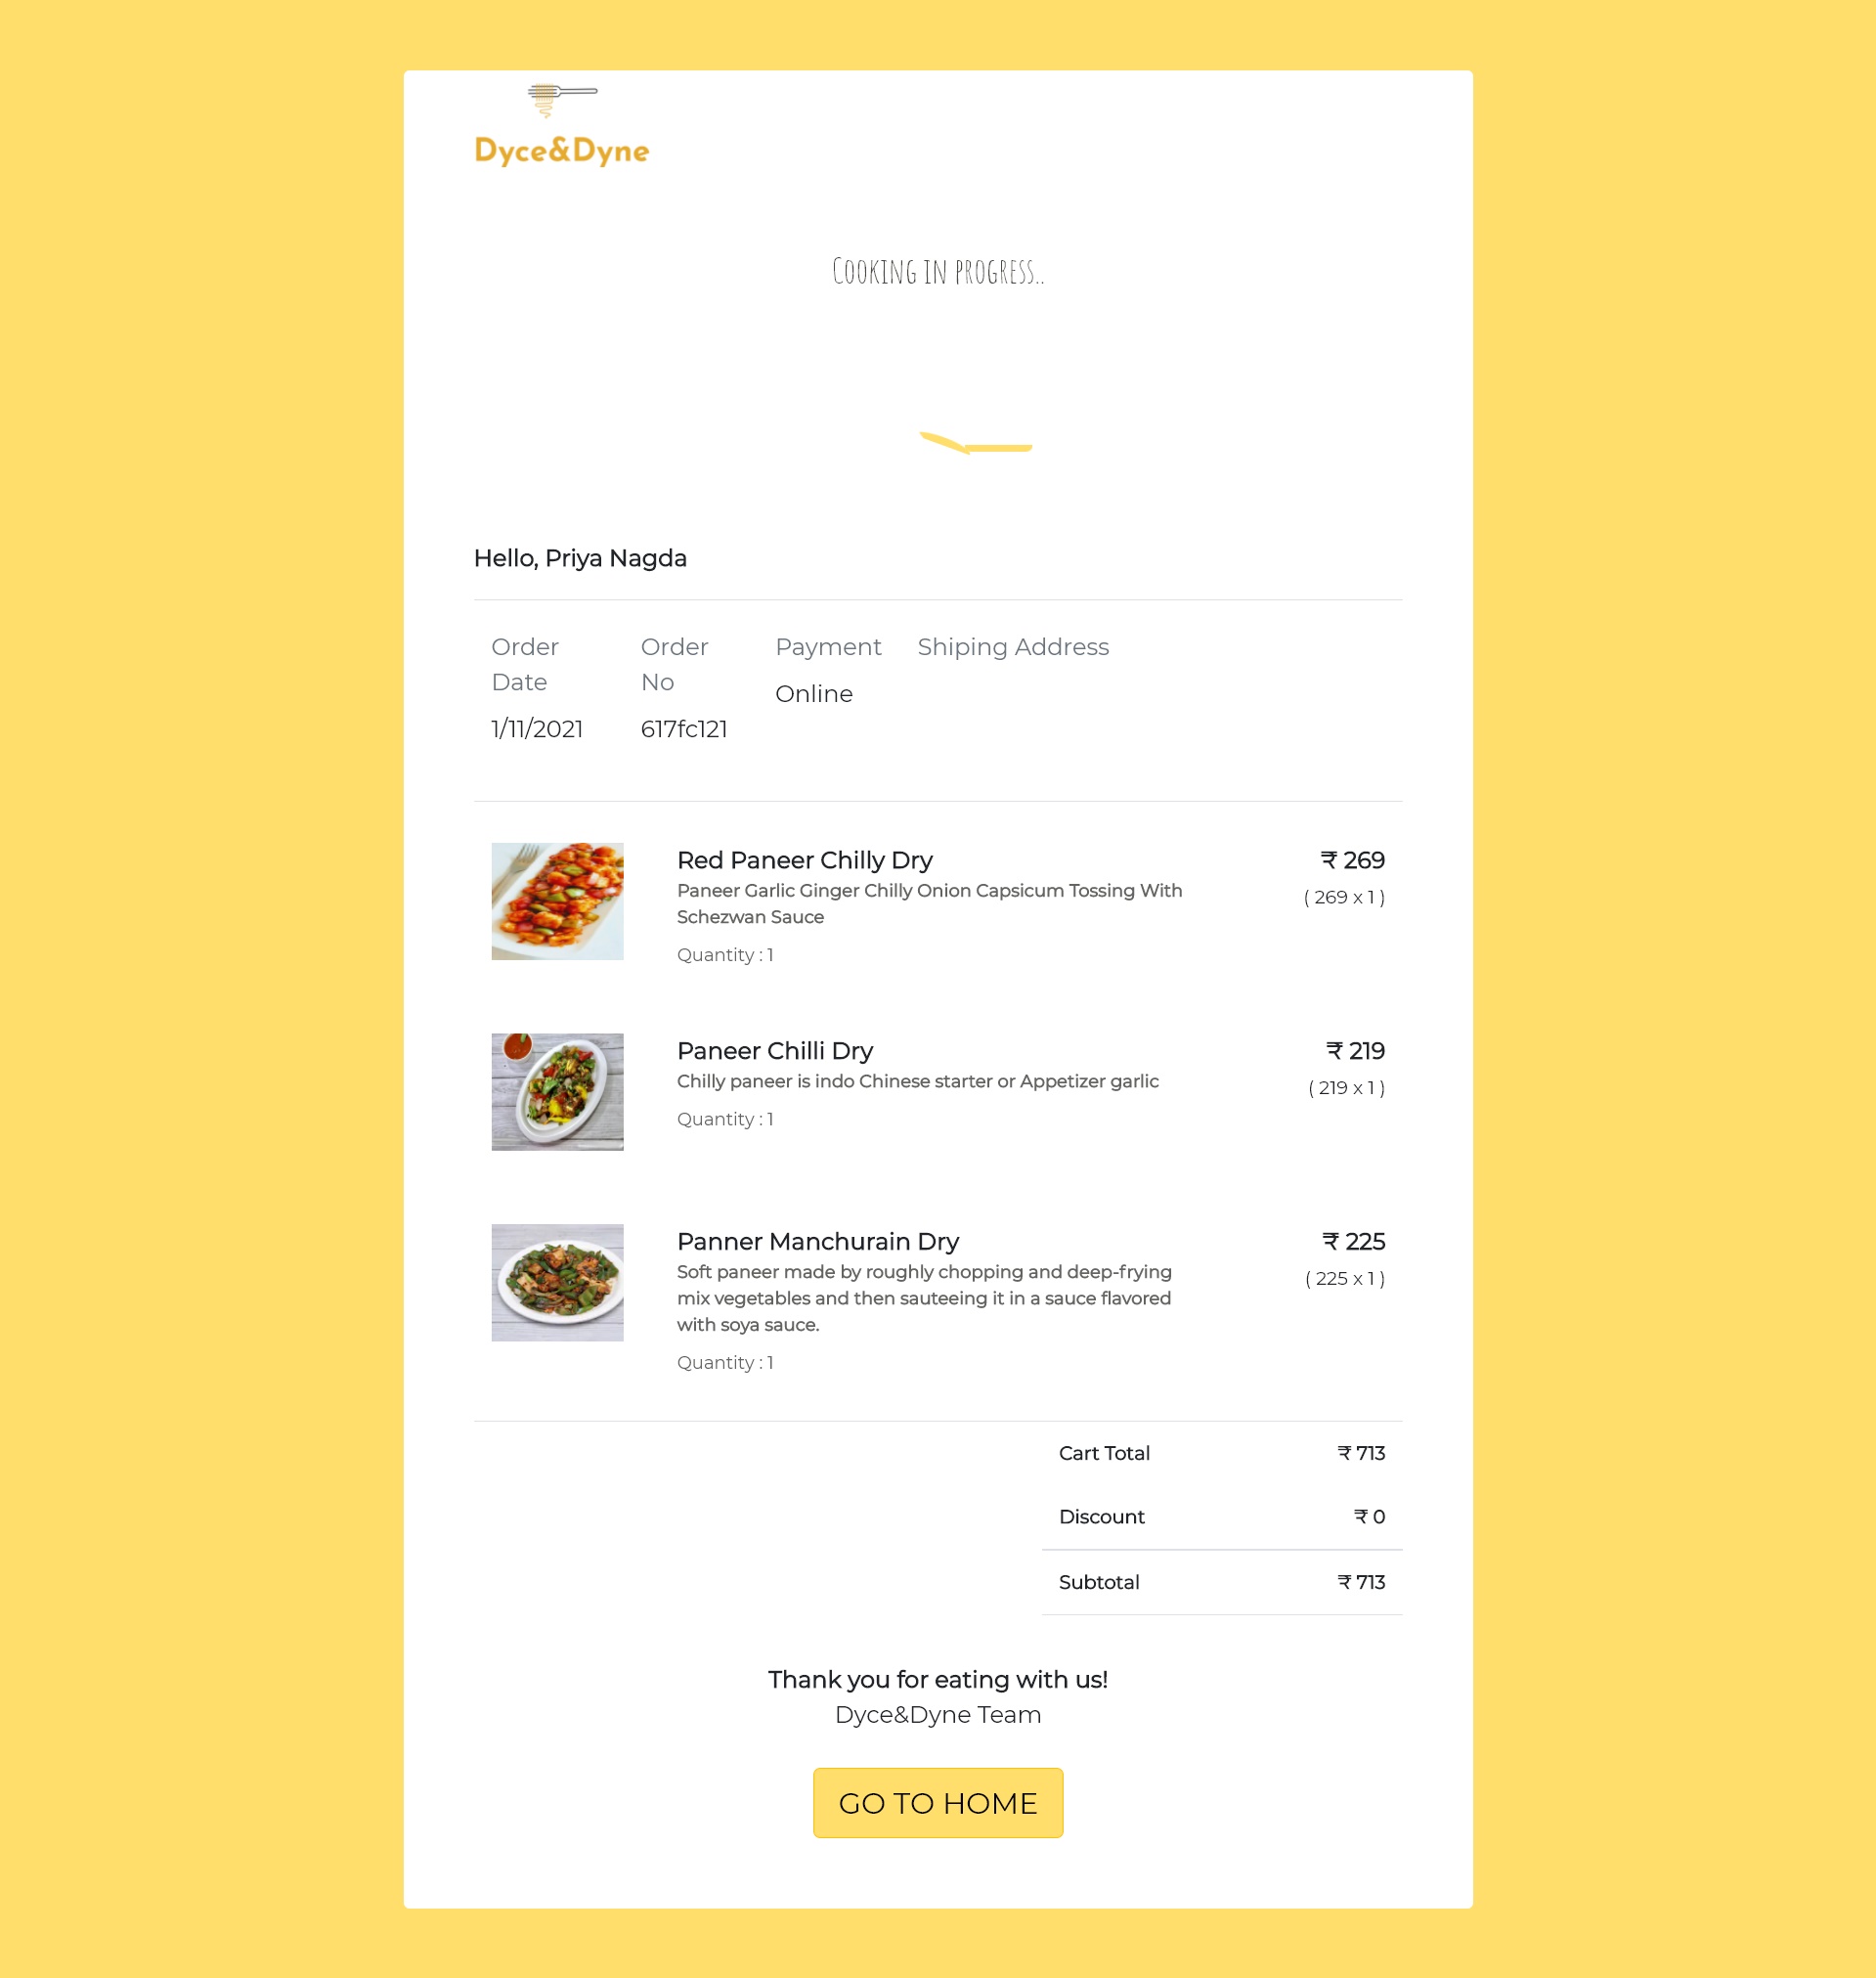 Dyce&Dyne
Cooking in progress..
Hello, Priya Nagda
Order
Date
1/11/2021
Order
No
617fc121
Payment
Online
Shiping Address
Red Paneer Chilly Dry
Paneer Garlic Ginger Chilly Onion Capsicum Tossing With
Schezwan Sauce
Quantity : 1
₹ 269
( 269 x 1 )
Paneer Chilli Dry
Chilly paneer is indo Chinese starter or Appetizer garlic
Quantity : 1
₹ 219
( 219 x 1 )
Panner Manchurain Dry
Soft paneer made by roughly chopping and deep-frying
mix vegetables and then sauteeing it in a sauce flavored
with soya sauce.
Quantity : 1
₹ 225
( 225 x 1 )
Cart Total ₹ 713
Discount ₹ 0
Subtotal ₹ 713
Thank you for eating with us!
Dyce&Dyne Team
GO TO HOME